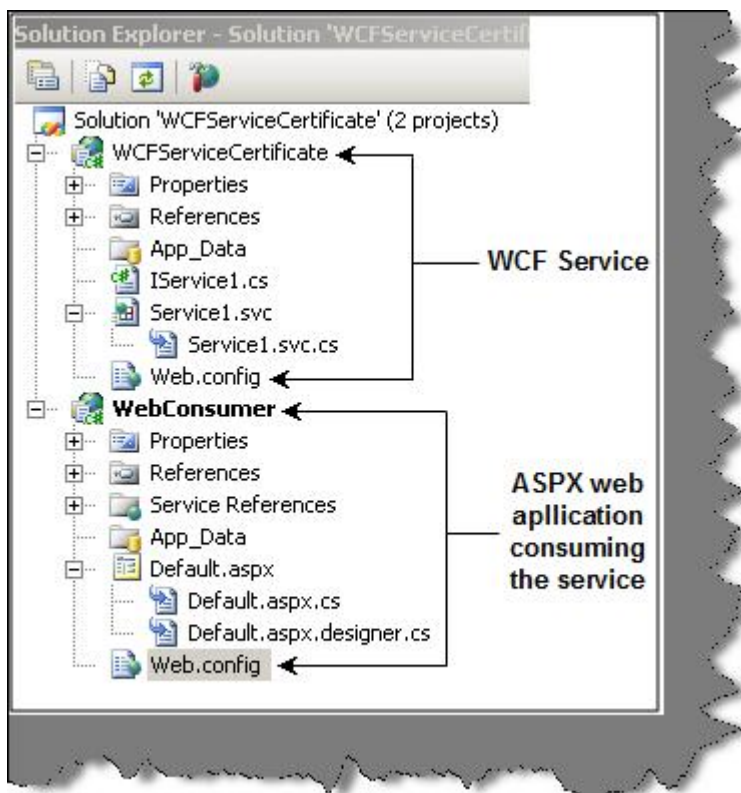 Solution Explorer - Solution 'WCFServiceCertif
Solution 'WCFServiceCertificate' (2 projects)
WCFServiceCertificate
Properties
References
App_Data
IService1.cs
Service1.svc
Service1.svc.cs
Web.config
WCF Service
WebConsumer
Properties
References
Service References
App_Data
Default.aspx
Default.aspx.cs
Default.aspx.designer.cs
Web.config
ASPX web
apllication
consuming
the service